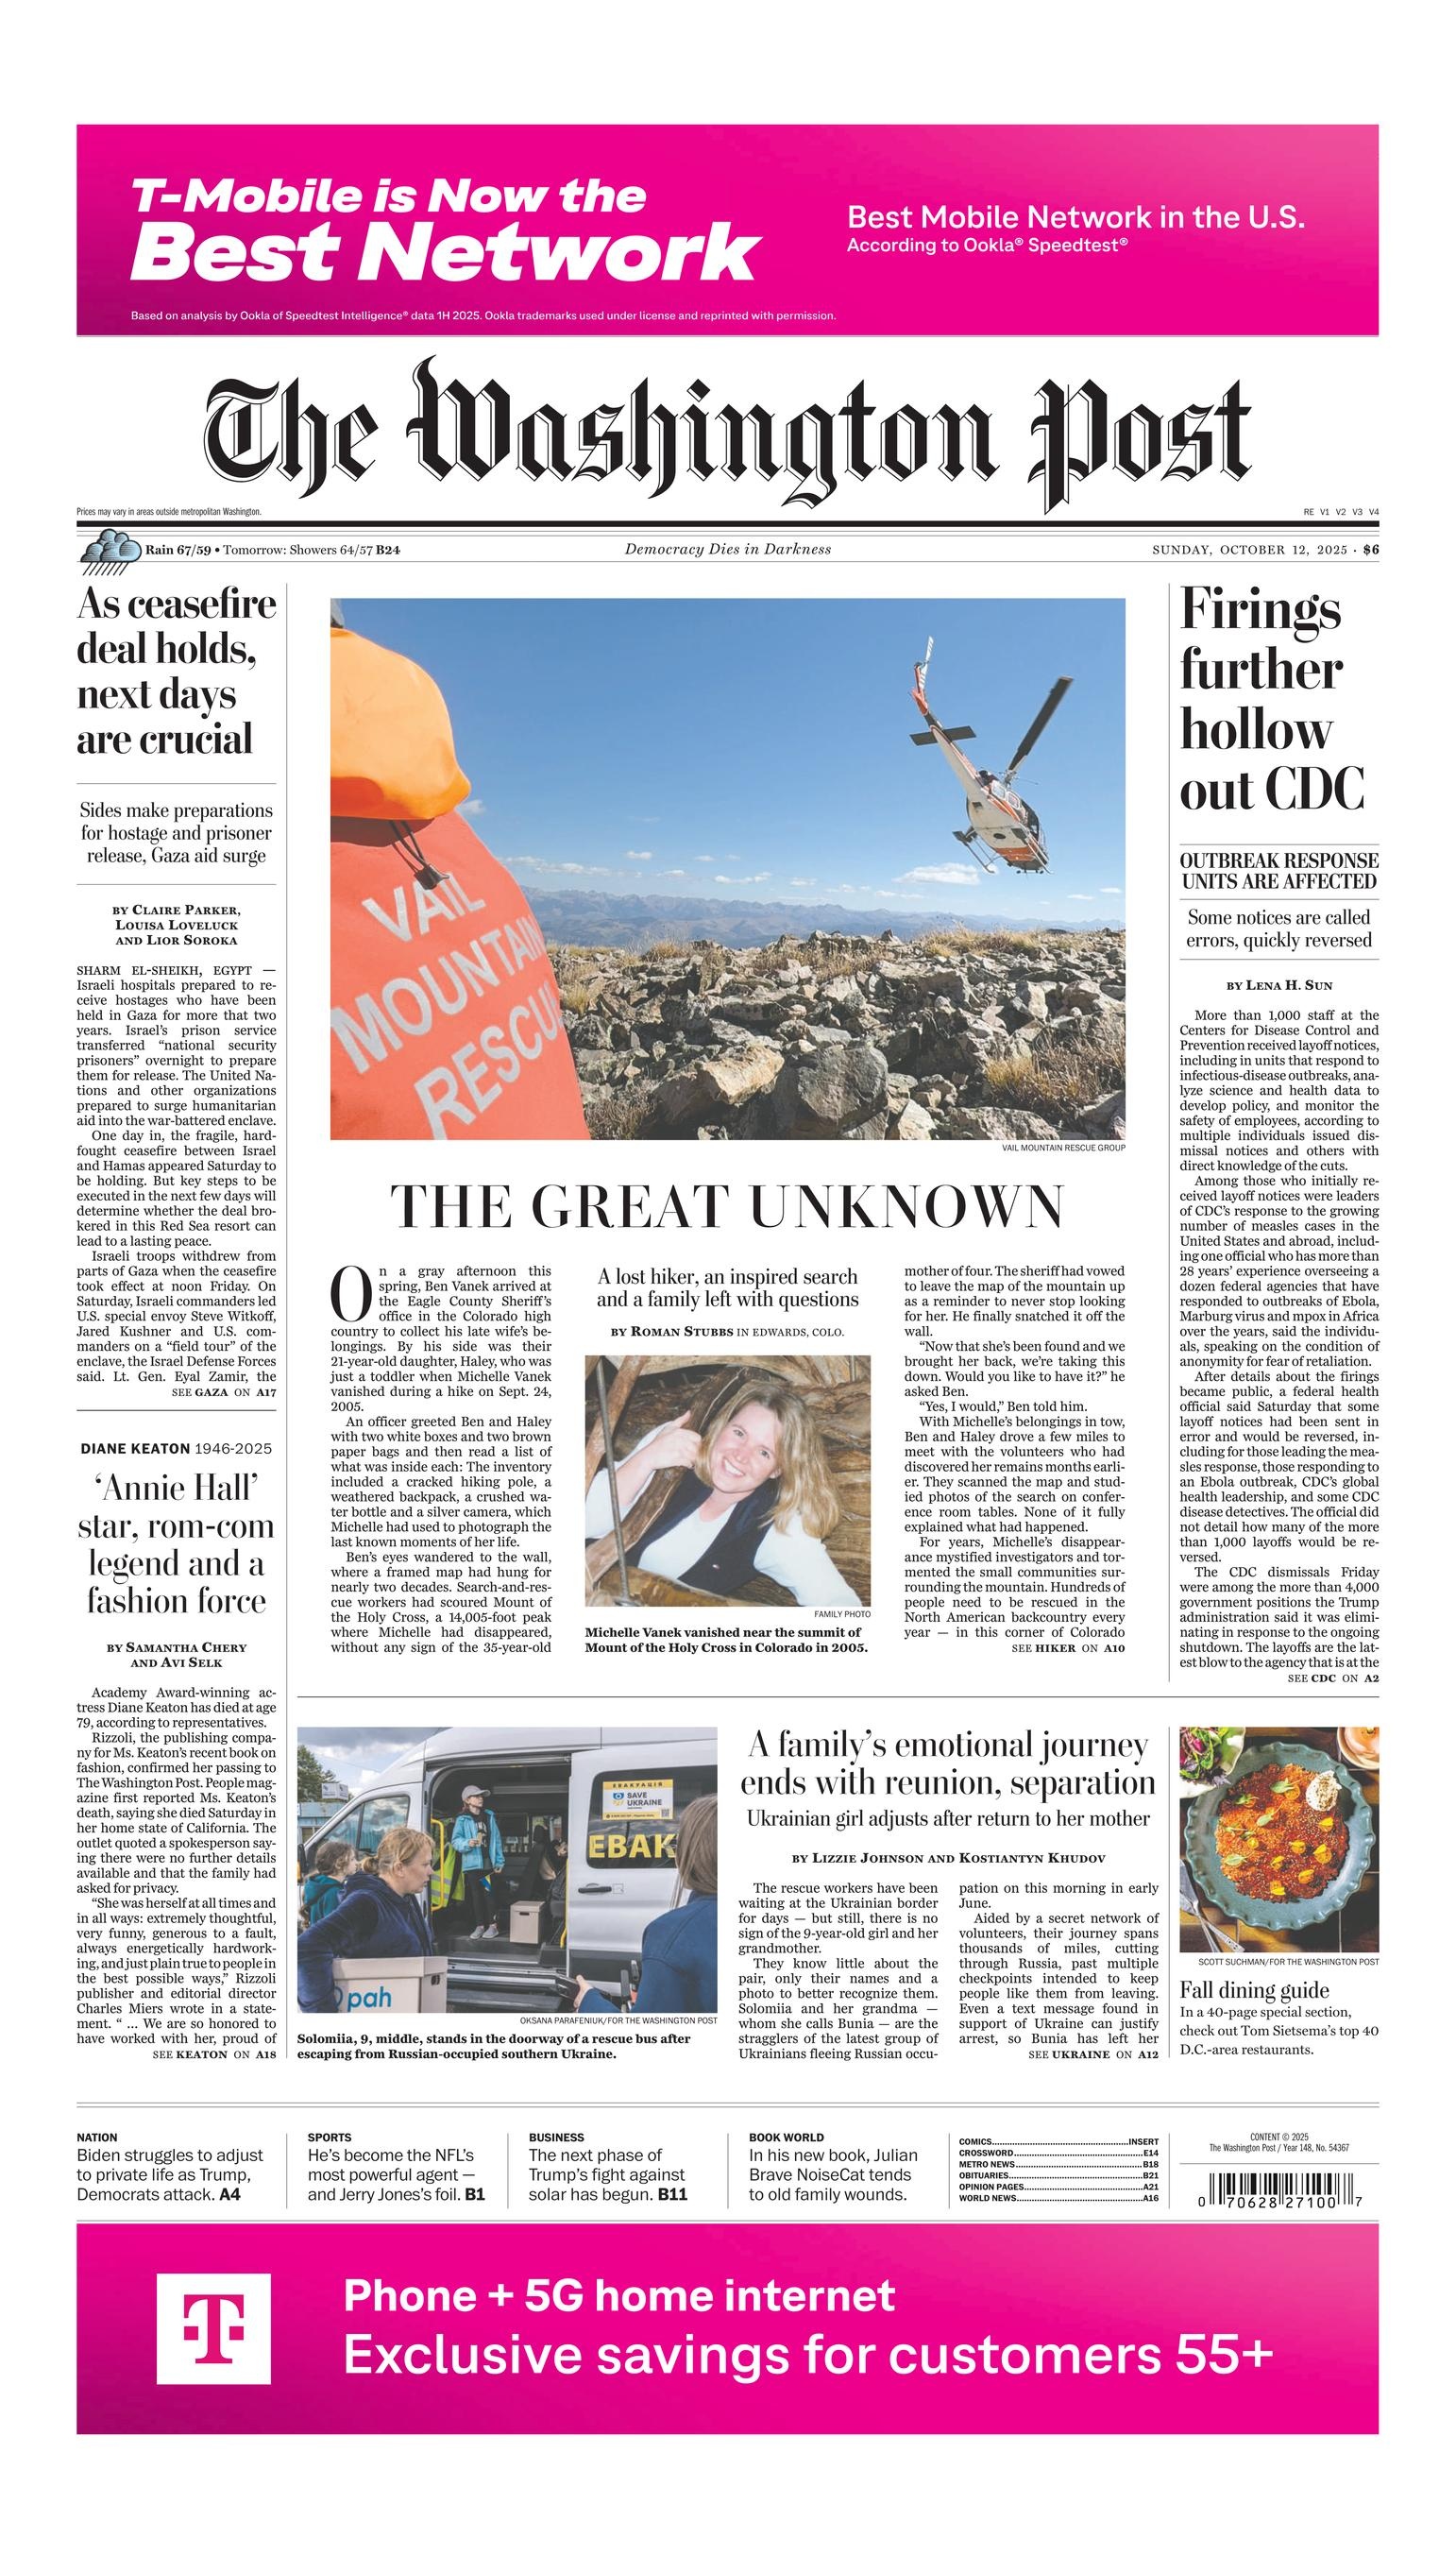 T-Mobile is Now the
Best Network
Best Mobile Network in the U.S.
According to Ookla® Speedtest®
Based on analysis by Ookla of Speedtest Intelligence® data 1H 2025. Ookla trademarks used under license and reprinted with permission.
The Washington Post
Prices may vary in areas outside metropolitan Washington.
RE V1 V2 V3 V4
Rain 67/59 • Tomorrow: Showers 64/57 B24
Democracy Dies in Darkness
SUNDAY, OCTOBER 12, 2025 · $6
As ceasefire
deal holds,
next days
are crucial
Sides make preparations
for hostage and prisoner
release, Gaza aid surge
BY CLAIRE PARKER,
LOUISA LOVELUCK
AND LIOR SOROKA
SHARM EL-SHEIKH, EGYPT —
Israeli hospitals prepared to re-
ceive hostages who have been
held in Gaza for more that two
years. Israel's prison service
transferred “national security
prisoners” overnight to prepare
them for release. The United Na-
tions and other organizations
prepared to surge humanitarian
aid into the war-battered enclave.
One day in, the fragile, hard-
fought ceasefire between Israel
and Hamas appeared Saturday to
be holding. But key steps to be
executed in the next few days will
determine whether the deal bro-
kered in this Red Sea resort can
lead to a lasting peace.
Israeli troops withdrew from
parts of Gaza when the ceasefire
took effect at noon Friday. On
Saturday, Israeli commanders led
U.S. special envoy Steve Witkoff,
Jared Kushner and U.S. com-
manders on a “field tour” of the
enclave, the Israel Defense Forces
said. Lt. Gen. Eyal Zamir, the
SEE GAZA ON A17
DIANE KEATON 1946-2025
‘Annie Hall’
star, rom-com
legend and a
fashion force
BY SAMANTHA CHERY
AND AVI SELK
Academy Award-winning ac-
tress Diane Keaton has died at age
79, according to representatives.
Rizzoli, the publishing compa-
ny for Ms. Keaton's recent book on
fashion, confirmed her passing to
The Washington Post. People mag-
azine first reported Ms. Keaton's
death, saying she died Saturday in
her home state of California. The
outlet quoted a spokesperson say-
ing there were no further details
available and that the family had
asked for privacy.
“She was herself at all times and
in all ways: extremely thoughtful,
very funny, generous to a fault,
always energetically hardwork-
ing, and just plain true to people in
the best possible ways,” Rizzoli
publisher and editorial director
Charles Miers wrote in a state-
ment. “ ... We are so honored to
have worked with her, proud of
SEE KEATON ON A18
VAIL
MOUNTAIN
RESCU
VAIL MOUNTAIN RESCUE GROUP
THE GREAT UNKNOWN
On a gray afternoon this
spring, Ben Vanek arrived at
the Eagle County Sheriff's
office in the Colorado high
country to collect his late wife's be-
longings. By his side was their
21-year-old daughter, Haley, who was
just a toddler when Michelle Vanek
vanished during a hike on Sept. 24,
2005.
An officer greeted Ben and Haley
with two white boxes and two brown
paper bags and then read a list of
what was inside each: The inventory
included a cracked hiking pole, a
weathered backpack, a crushed wa-
ter bottle and a silver camera, which
Michelle had used to photograph the
last known moments of her life.
Ben's eyes wandered to the wall,
where a framed map had hung for
nearly two decades. Search-and-res-
cue workers had scoured Mount of
the Holy Cross, a 14,005-foot peak
where Michelle had disappeared,
without any sign of the 35-year-old
A lost hiker, an inspired search
and a family left with questions
BY ROMAN STUBBS IN EDWARDS, COLO.
FAMILY PHOTO
Michelle Vanek vanished near the summit of
Mount of the Holy Cross in Colorado in 2005.
mother of four. The sheriff had vowed
to leave the map of the mountain up
as a reminder to never stop looking
for her. He finally snatched it off the
wall.
“Now that she's been found and we
brought her back, we're taking this
down. Would you like to have it?” he
asked Ben.
“Yes, I would,” Ben told him.
With Michelle's belongings in tow,
Ben and Haley drove a few miles to
meet with the volunteers who had
discovered her remains months earli-
er. They scanned the map and stud-
ied photos of the search on confer-
ence room tables. None of it fully
explained what had happened.
For years, Michelle's disappear-
ance mystified investigators and tor-
mented the small communities sur-
rounding the mountain. Hundreds of
people need to be rescued in the
North American backcountry every
year — in this corner of Colorado
SEE HIKER ON A10
Firings
further
hollow
out CDC
OUTBREAK RESPONSE
UNITS ARE AFFECTED
Some notices are called
errors, quickly reversed
BY LENA H. SUN
More than 1,000 staff at the
Centers for Disease Control and
Prevention received layoff notices,
including in units that respond to
infectious-disease outbreaks, ana-
lyze science and health data to
develop policy, and monitor the
safety of employees, according to
multiple individuals issued dis-
missal notices and others with
direct knowledge of the cuts.
Among those who initially re-
ceived layoff notices were leaders
of CDC's response to the growing
number of measles cases in the
United States and abroad, includ-
ing one official who has more than
28 years' experience overseeing a
dozen federal agencies that have
responded to outbreaks of Ebola,
Marburg virus and mpox in Africa
over the years, said the individu-
als, speaking on the condition of
anonymity for fear of retaliation.
After details about the firings
became public, a federal health
official said Saturday that some
layoff notices had been sent in
error and would be reversed, in-
cluding for those leading the mea-
sles response, those responding to
an Ebola outbreak, CDC's global
health leadership, and some CDC
disease detectives. The official did
not detail how many of the more
than 1,000 layoffs would be re-
versed.
The CDC dismissals Friday
were among the more than 4,000
government positions the Trump
administration said it was elimi-
nating in response to the ongoing
shutdown. The layoffs are the lat-
est blow to the agency that is at the
SEE CDC ON A2
ЕВАКУАЦІЯ
SAVE
UKRAINE
ЕВАК
pah
OKSANA PARAFENIUK/FOR THE WASHINGTON POST
Solomiia, 9, middle, stands in the doorway of a rescue bus after
escaping from Russian-occupied southern Ukraine.
A family's emotional journey
ends with reunion, separation
Ukrainian girl adjusts after return to her mother
BY LIZZIE JOHNSON AND KOSTIANTYN KHUDOV
The rescue workers have been
waiting at the Ukrainian border
for days — but still, there is no
sign of the 9-year-old girl and her
grandmother.
They know little about the
pair, only their names and a
photo to better recognize them.
Solomiia and her grandma —
whom she calls Bunia — are the
stragglers of the latest group of
Ukrainians fleeing Russian occu-
pation on this morning in early
June.
Aided by a secret network of
volunteers, their journey spans
thousands of miles, cutting
through Russia, past multiple
checkpoints intended to keep
people like them from leaving.
Even a text message found in
support of Ukraine can justify
arrest, so Bunia has left her
SEE UKRAINE ON A12
SCOTT SUCHMAN/FOR THE WASHINGTON POST
Fall dining guide
In a 40-page special section,
check out Tom Sietsema's top 40
D.C.-area restaurants.
NATION
Biden struggles to adjust
to private life as Trump,
Democrats attack. A4
SPORTS
He's become the NFL's
most powerful agent —
and Jerry Jones's foil. B1
BUSINESS
The next phase of
Trump's fight against
solar has begun. B11
BOOK WORLD
In his new book, Julian
Brave NoiseCat tends
to old family wounds.
COMICS......INSERT
CROSSWORD......E14
METRO NEWS......B18
OBITUARIES......B21
OPINION PAGES......A21
WORLD NEWS......A16
CONTENT © 2025
The Washington Post / Year 148, No. 54367
0 70628 27100 7
T
Phone + 5G home internet
Exclusive savings for customers 55+